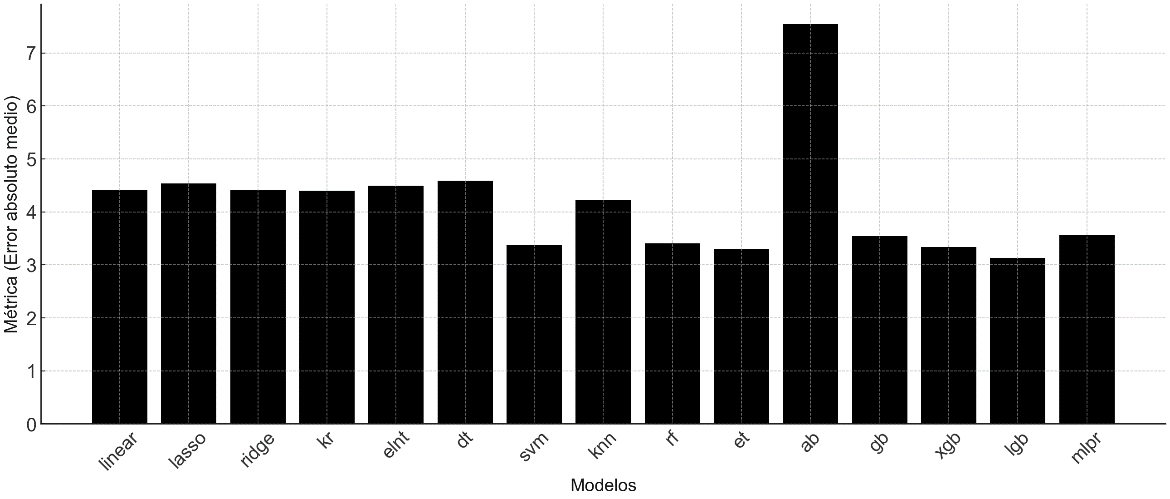 Métrica (Error absoluto medio)
7
6
5
4
3
2
1
0
linear
lasso
ridge
kr
elnt
dt
svm
knn
rf
et
ab
gb
xgb
lgb
mlpr
Modelos